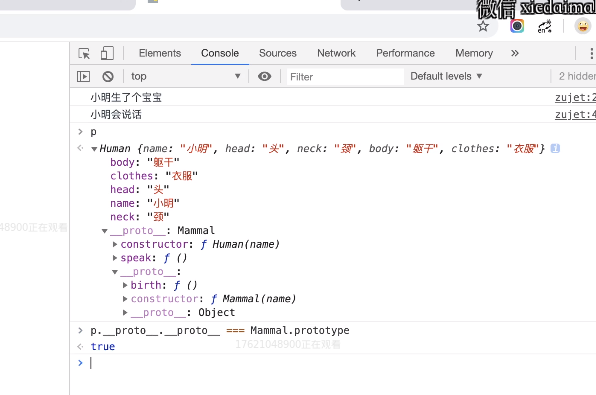 微信 xiedaimal
en
Elements Console Sources Network Performance Memory »
top Filter Default levels ▼ 2 hidden
小明生了个宝宝 zujet:2
小明会说话 zujet:4
> p
Human {name: "小明", head: "头", neck: "颈", body: "躯干", clothes: "衣服"} i
body: "躯干"
clothes: "衣服"
head: "头"
name: "小明"
neck: "颈"
48900正在观看
__proto__: Mammal
constructor: ƒ Human(name)
speak: ƒ ()
__proto__:
birth: ƒ ()
constructor: ƒ Mammal(name)
__proto__: Object
> p.__proto__.__proto__ === Mammal.prototype
true
17621048900正在观看
>